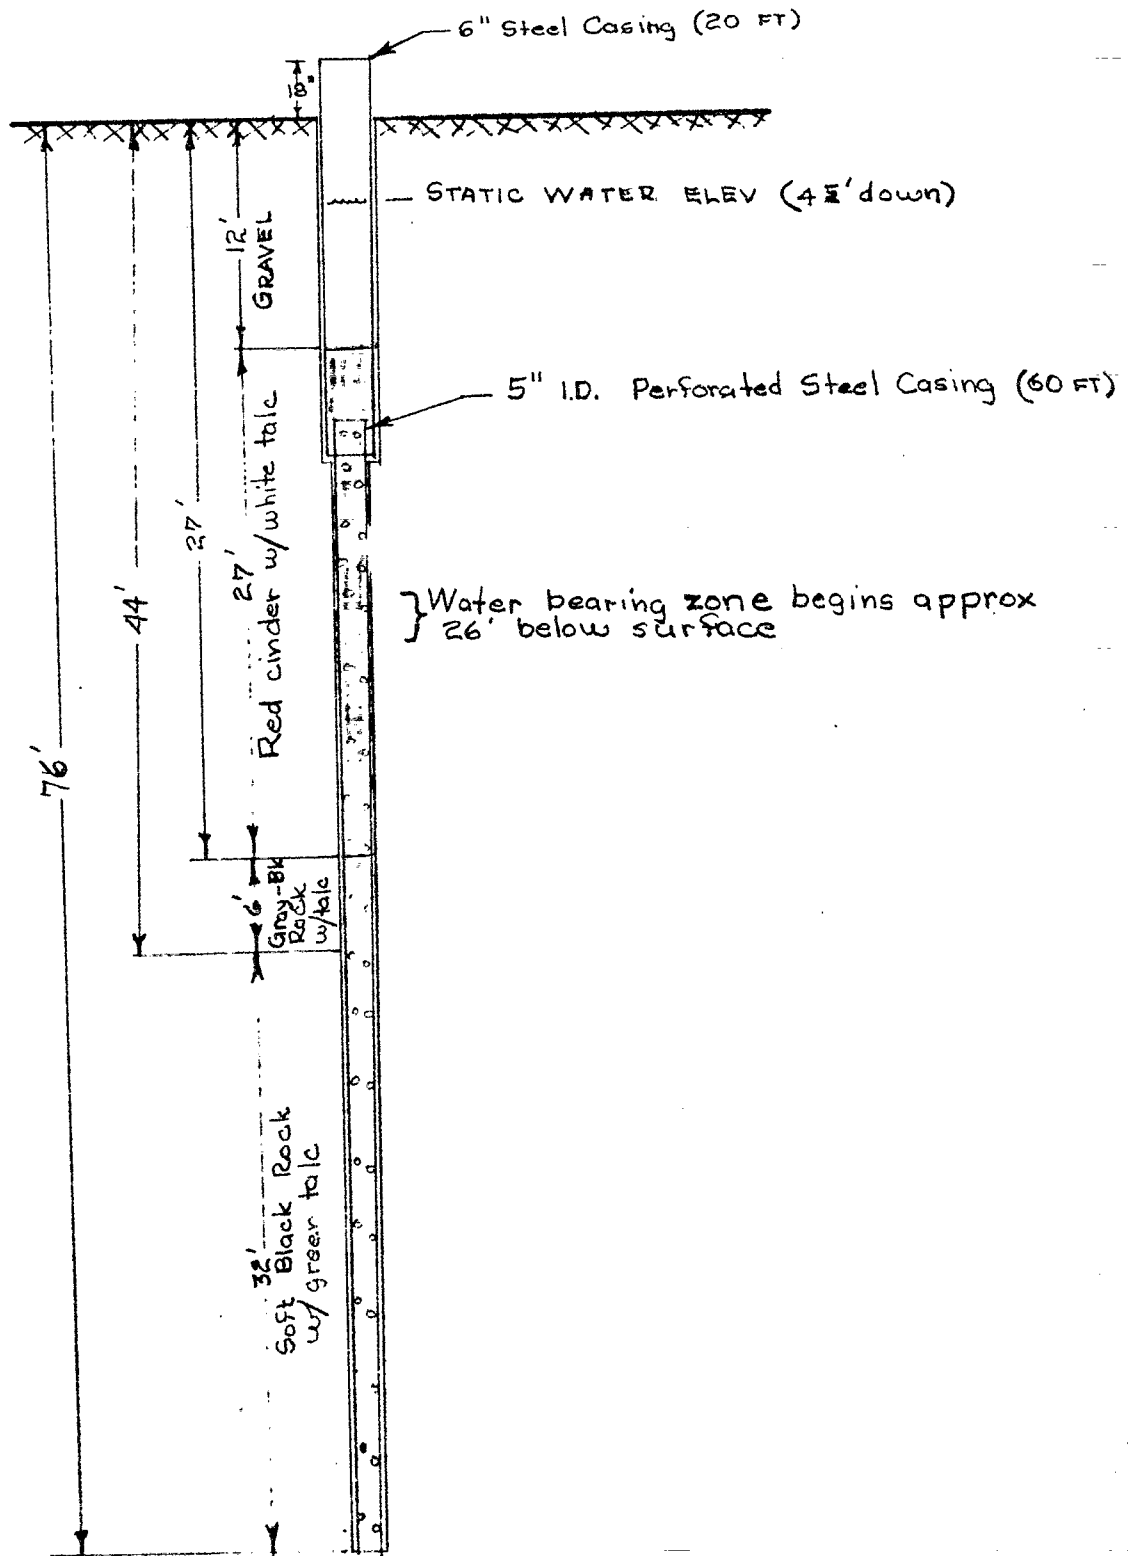 6" Steel Casing (20 FT)
18"
STATIC WATER ELEV (4 ' down)
12'
GRAVEL
5" I.D. Perforated Steel Casing (60 FT)
27'
27'
Red cinder w/white talc
44'
}Water bearing zone begins approx
26' below surface
76'
6'
Gray-BK
Rock
w/talc
32'
Soft Black Rock
w/ green talc